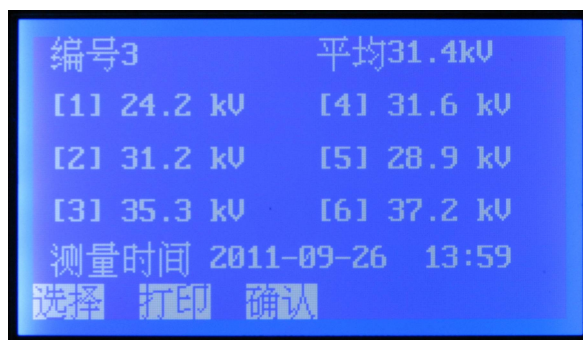 编号3 平均31.4kV
[1] 24.2 kV [4] 31.6 kV
[2] 31.2 kV [5] 28.9 kV
[3] 35.3 kV [6] 37.2 kV
测量时间 2011-09-26 13:59
选择 打印 确认